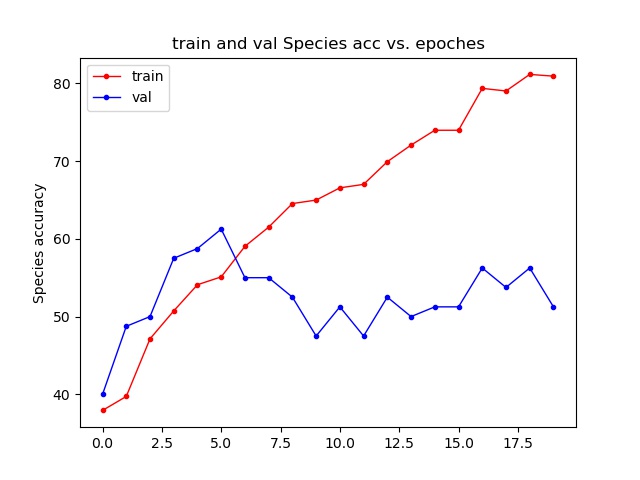 train and val Species acc vs. epoches
train
val
Species accuracy
80
70
60
50
40
0.0 2.5 5.0 7.5 10.0 12.5 15.0 17.5